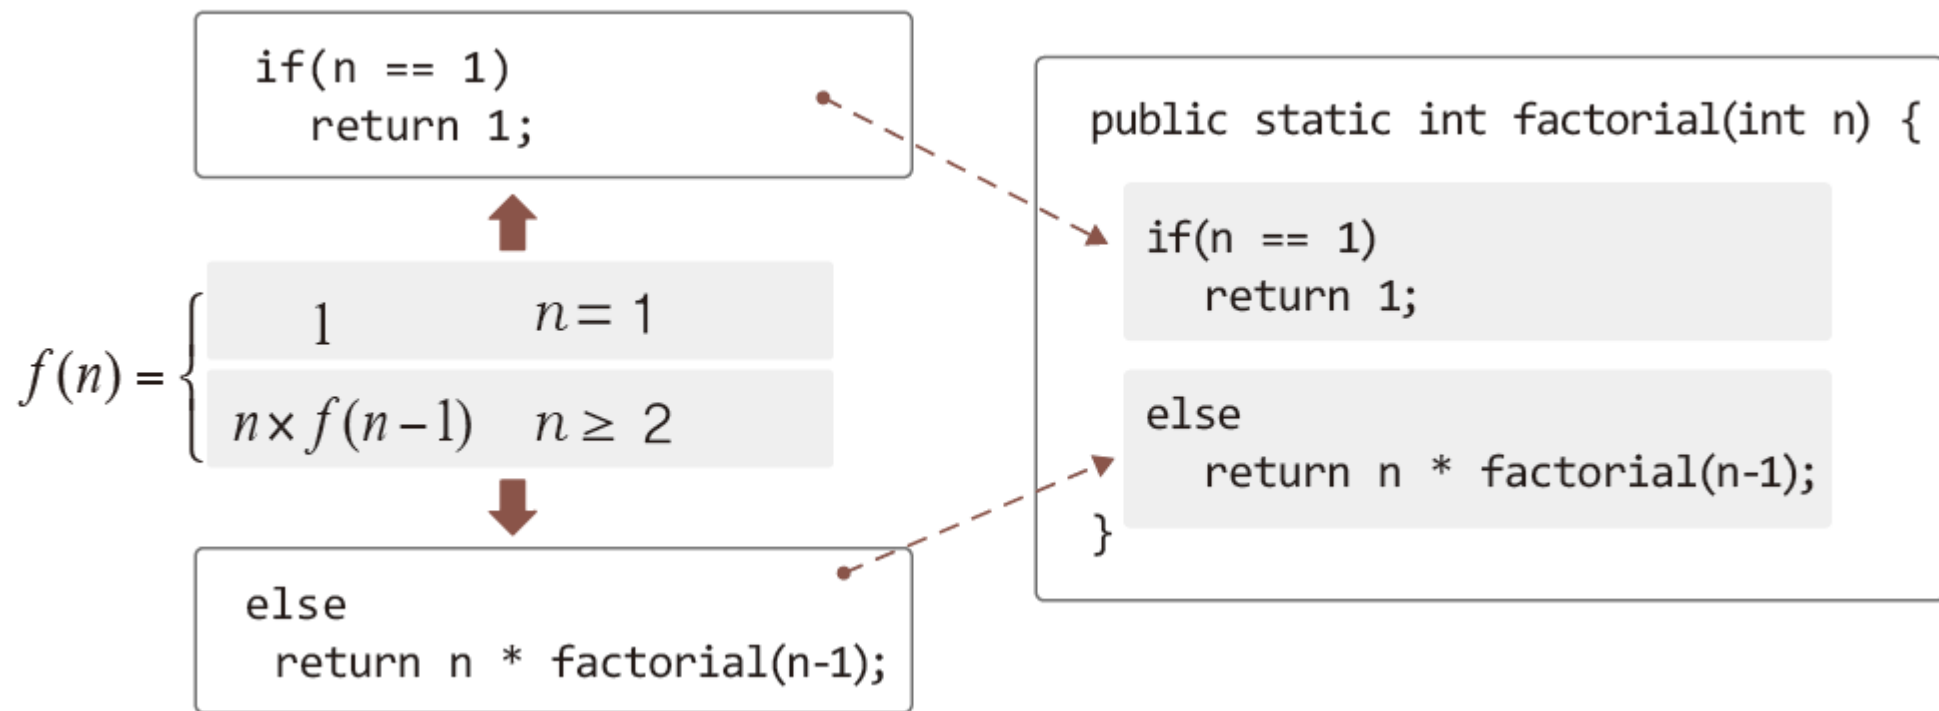 if(n == 1)
return 1;
f(n) =
1 n = 1
n × f(n-1) n ≥ 2
else
return n * factorial(n-1);
public static int factorial(int n) {
if(n == 1)
return 1;
else
return n * factorial(n-1);
}